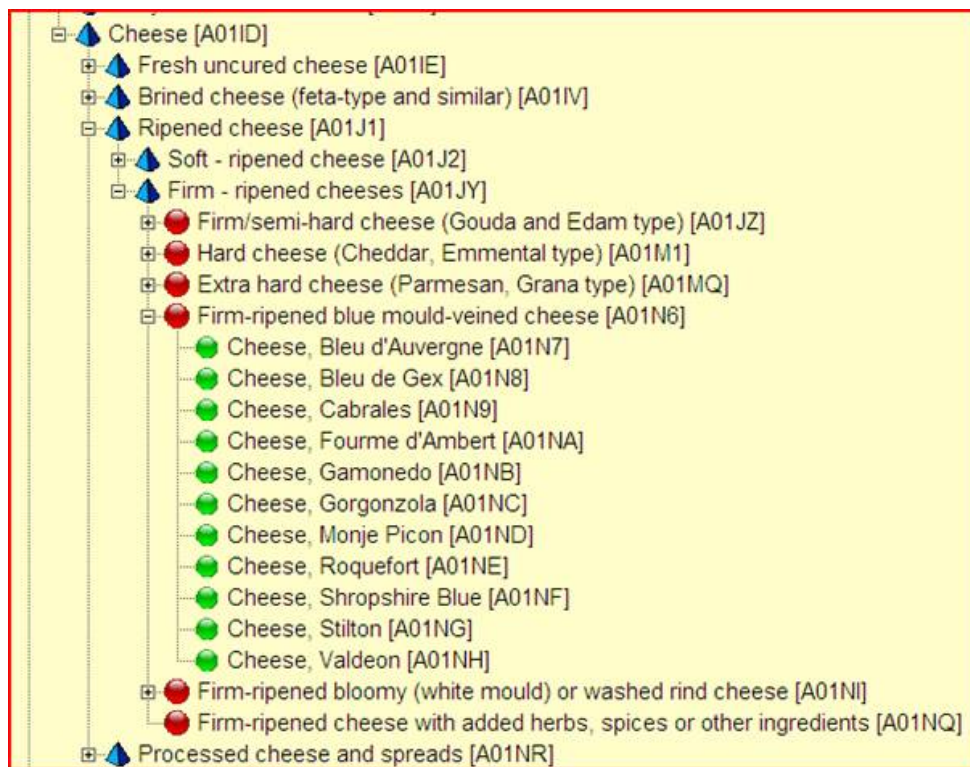 Cheese [A01ID]
Fresh uncured cheese [A01IE]
Brined cheese (feta-type and similar) [A01IV]
Ripened cheese [A01J1]
Soft - ripened cheese [A01J2]
Firm - ripened cheeses [A01JY]
Firm/semi-hard cheese (Gouda and Edam type) [A01JZ]
Hard cheese (Cheddar, Emmental type) [A01M1]
Extra hard cheese (Parmesan, Grana type) [A01MQ]
Firm-ripened blue mould-veined cheese [A01N6]
Cheese, Bleu d'Auvergne [A01N7]
Cheese, Bleu de Gex [A01N8]
Cheese, Cabrales [A01N9]
Cheese, Fourme d'Ambert [A01NA]
Cheese, Gamonedo [A01NB]
Cheese, Gorgonzola [A01NC]
Cheese, Monje Picon [A01ND]
Cheese, Roquefort [A01NE]
Cheese, Shropshire Blue [A01NF]
Cheese, Stilton [A01NG]
Cheese, Valdeon [A01NH]
Firm-ripened bloomy (white mould) or washed rind cheese [A01NI]
Firm-ripened cheese with added herbs, spices or other ingredients [A01NQ]
Processed cheese and spreads [A01NR]